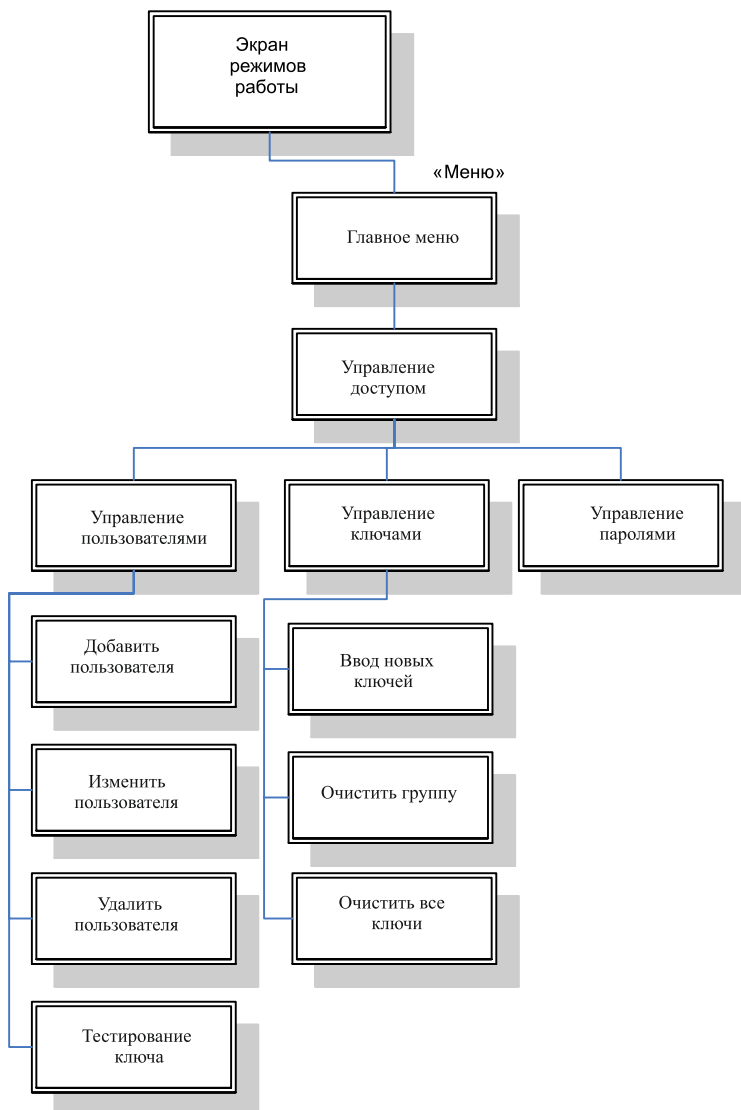 Экран
режимов
работы
«Меню»
Главное меню
Управление
доступом
Управление
пользователями
Управление
ключами
Управление
паролями
Добавить
пользователя
Изменить
пользователя
Удалить
пользователя
Тестирование
ключа
Ввод новых
ключей
Очистить группу
Очистить все
ключи